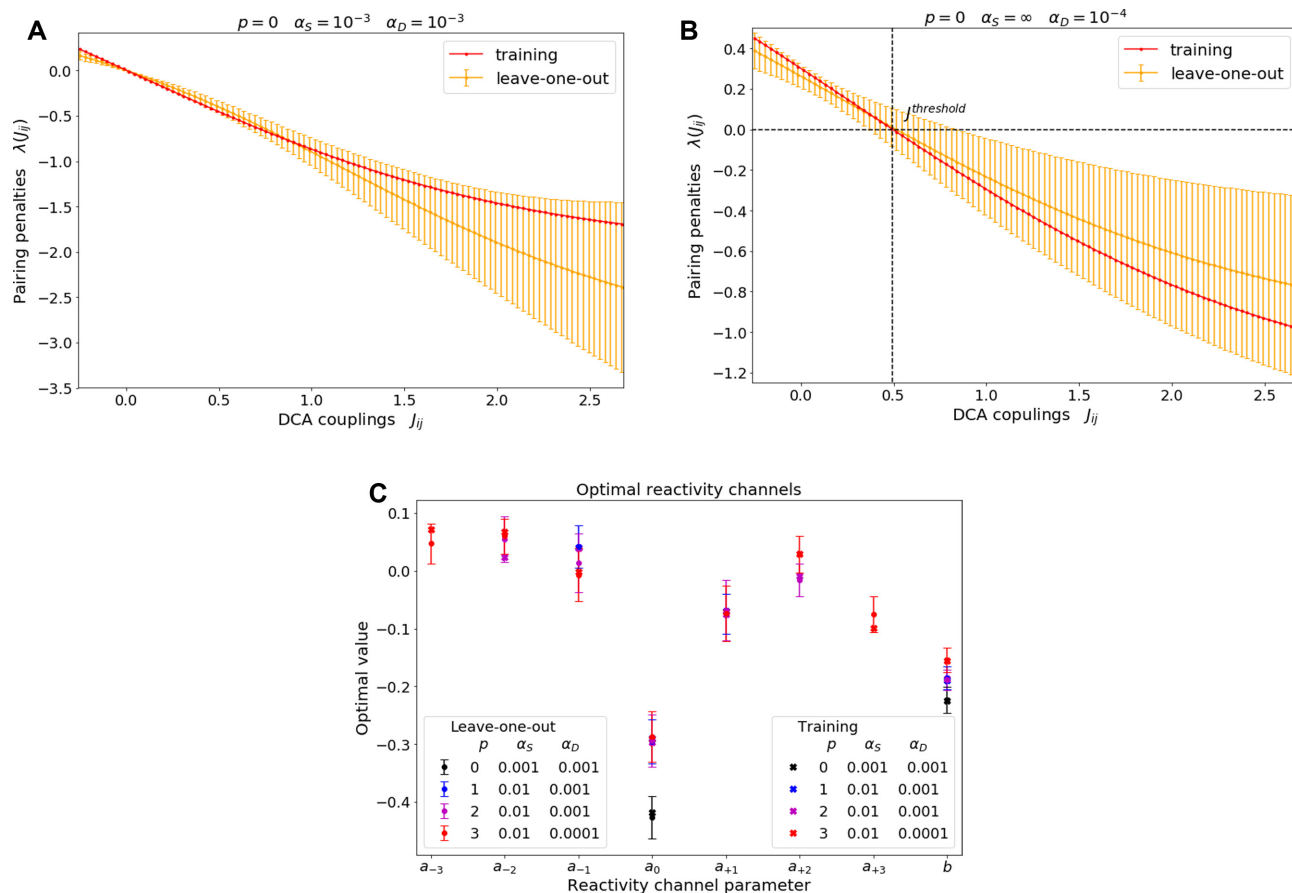 A
p = 0 α_S = 10⁻³ α_D = 10⁻³
training
leave-one-out
0.0
−0.5
−1.0
−1.5
−2.0
−2.5
−3.0
−3.5
Pairing penalties λ(J_ij)
0.0 0.5 1.0 1.5 2.0 2.5
DCA couplings J_ij
B
p = 0 α_S = ∞ α_D = 10⁻⁴
training
leave-one-out
J^threshold
0.4
0.2
0.0
−0.2
−0.4
−0.6
−0.8
−1.0
−1.2
Pairing penalties λ(J_ij)
0.0 0.5 1.0 1.5 2.0 2.5
DCA copulings J_ij
C
Optimal reactivity channels
0.1
0.0
−0.1
−0.2
−0.3
−0.4
Optimal value
Leave-one-out
p α_S α_D
0 0.001 0.001
1 0.01 0.001
2 0.01 0.001
3 0.01 0.0001
Training
p α_S α_D
0 0.001 0.001
1 0.01 0.001
2 0.01 0.001
3 0.01 0.0001
a₋₃ a₋₂ a₋₁ a₀ a₊₁ a₊₂ a₊₃ b
Reactivity channel parameter